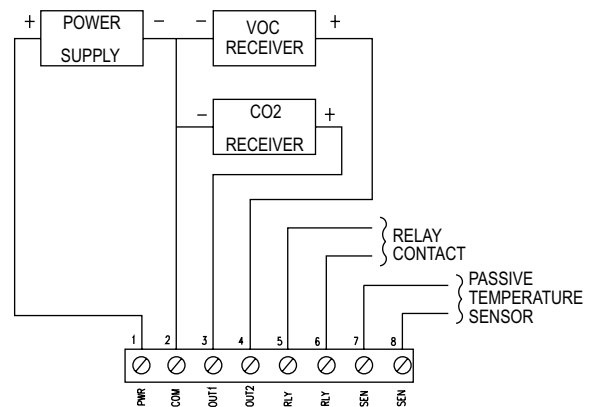 + POWER SUPPLY -
- VOC RECEIVER +
- CO2 RECEIVER +
RELAY
CONTACT
PASSIVE
TEMPERATURE
SENSOR
1 2 3 4 5 6 7 8
PWR COM OUT1 OUT2 RLY RLY SEN SEN